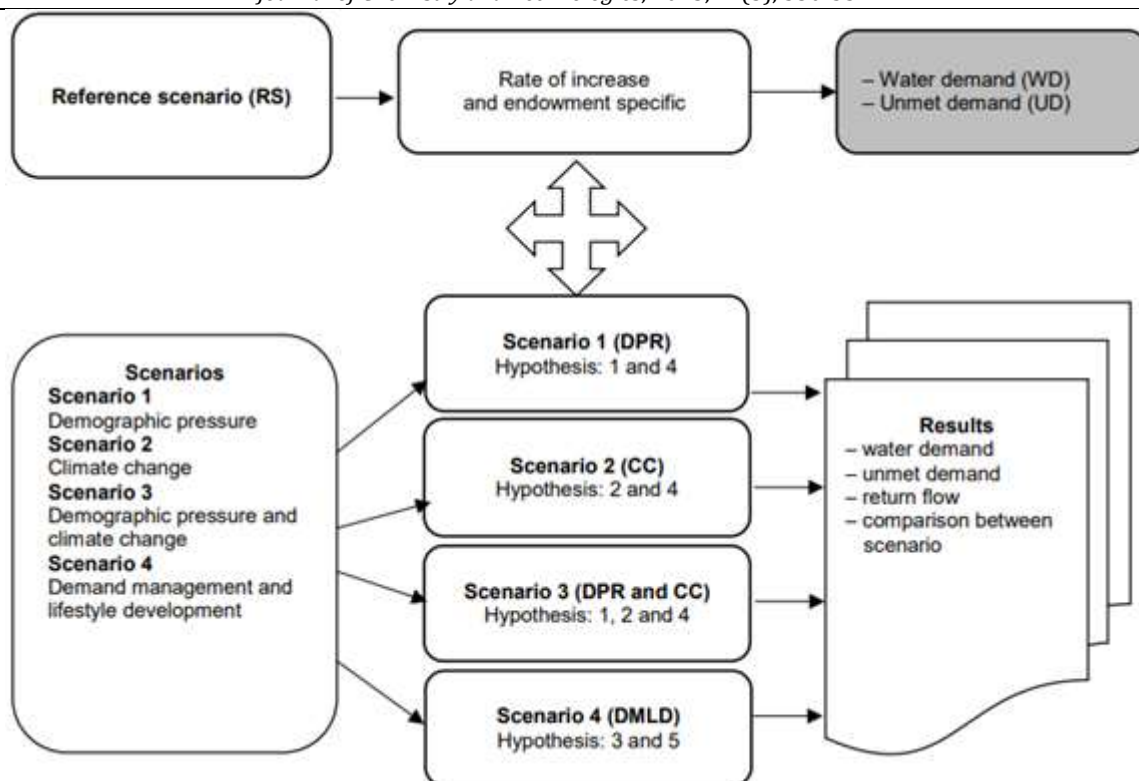 Reference scenario (RS)
Rate of increase
and endowment specific
– Water demand (WD)
– Unmet demand (UD)
Scenarios
Scenario 1
Demographic pressure
Scenario 2
Climate change
Scenario 3
Demographic pressure and
climate change
Scenario 4
Demand management and
lifestyle development
Scenario 1 (DPR)
Hypothesis: 1 and 4
Scenario 2 (CC)
Hypothesis: 2 and 4
Scenario 3 (DPR and CC)
Hypothesis: 1, 2 and 4
Scenario 4 (DMLD)
Hypothesis: 3 and 5
Results
– water demand
– unmet demand
– return flow
– comparison between
scenario